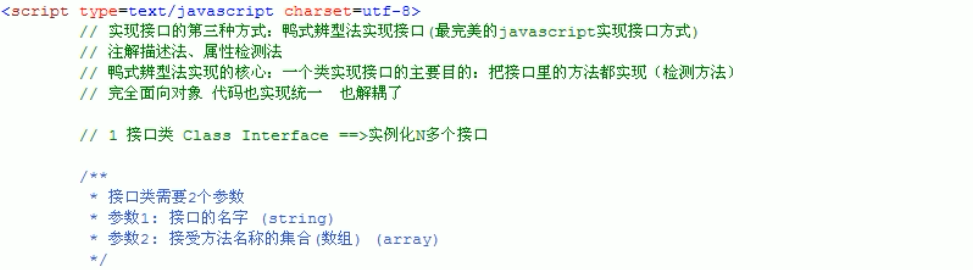 <script type=text/javascript charset=utf-8>
// 实现接口的第三种方式：鸭式辨型法实现接口(最完美的javascript实现接口方式)
// 注解描述法、属性检测法
// 鸭式辨型法实现的核心：一个类实现接口的主要目的：把接口里的方法都实现（检测方法）
// 完全面向对象 代码也实现统一  也解耦了
// 1 接口类 Class Interface ==>实例化N多个接口
/**
* 接口类需要2个参数
* 参数1: 接口的名字 (string)
* 参数2: 接受方法名称的集合(数组) (array)
*/